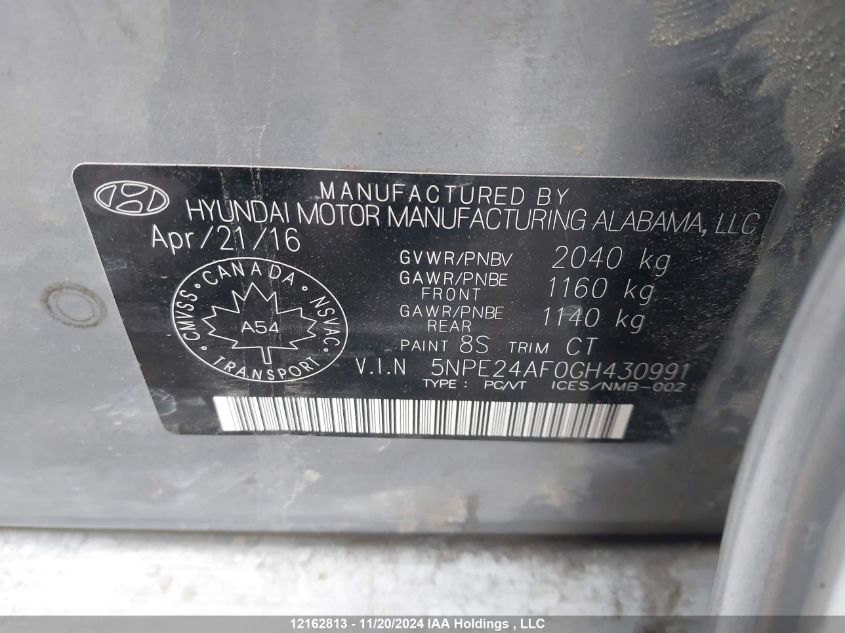 MANUFACTURED BY
HYUNDAI MOTOR MANUFACTURING ALABAMA, LLC
Apr/21/16
GVWR/PNBV 2040 kg
GAWR/PNBE FRONT 1160 kg
GAWR/PNBE REAR 1140 kg
PAINT 8S TRIM CT
V.I.N 5NPE24AF0GH430991
TYPE : PC/VT ICES/NMB-002
CMVSS · CANADA · NSVAC · TRANSPORT ·
A54
12162813 - 11/20/2024 IAA Holdings , LLC